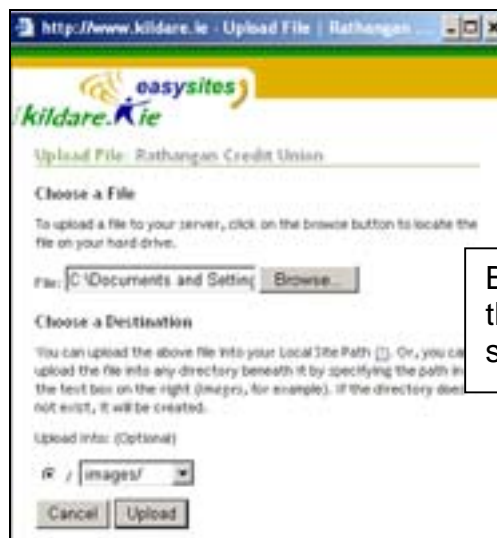 http://www.kildare.ie - Upload File | Rathangan ...
easysites
kildare.ie
Upload File: Rathangan Credit Union
Choose a File
To upload a file to your server, click on the browse button to locate the
file on your hard drive.
File: C:\Documents and Setting Browse...
Choose a Destination
You can upload the above file into your Local Site Path [/]. Or, you can
upload the file into any directory beneath it by specifying the path in
the text box on the right (images, for example). If the directory does
not exist, it will be created.
Upload into: (Optional)
/ images/
Cancel Upload